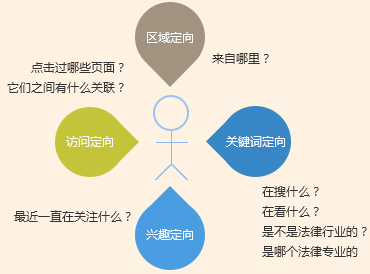 区域定向
来自哪里？
点击过哪些页面？
它们之间有什么关联？
访问定向
关键词定向
在搜什么？
在看什么？
是不是法律行业的？
是哪个法律专业的
最近一直在关注什么？
兴趣定向